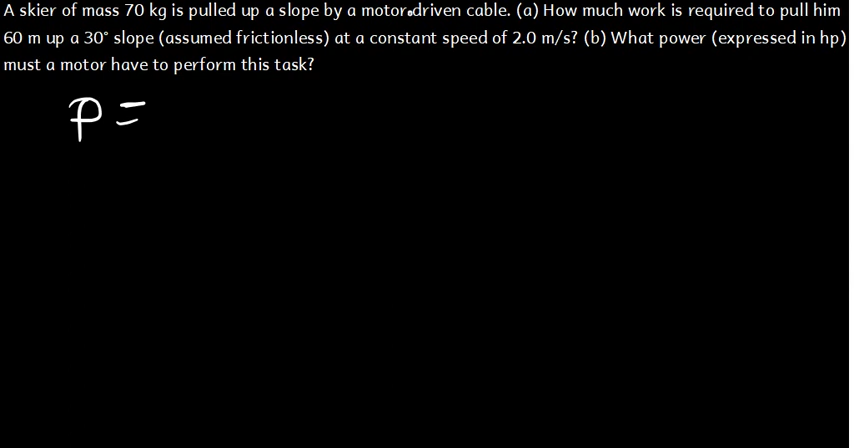 A skier of mass 70 kg is pulled up a slope by a motor-driven cable. (a) How much work is required to pull him
60 m up a 30° slope (assumed frictionless) at a constant speed of 2.0 m/s? (b) What power (expressed in hp)
must a motor have to perform this task?
P =